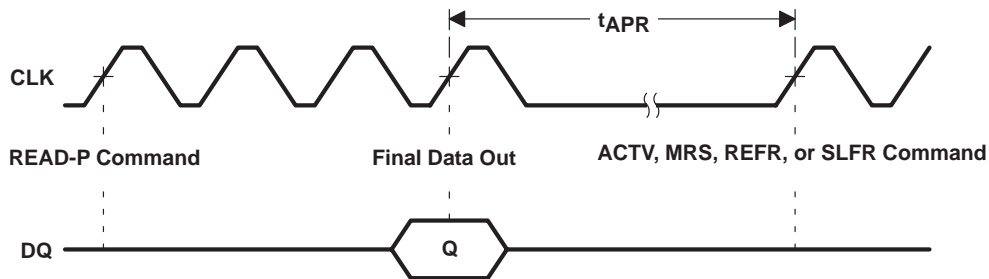 tAPR
CLK
READ-P Command
Final Data Out
ACTV, MRS, REFR, or SLFR Command
DQ
Q